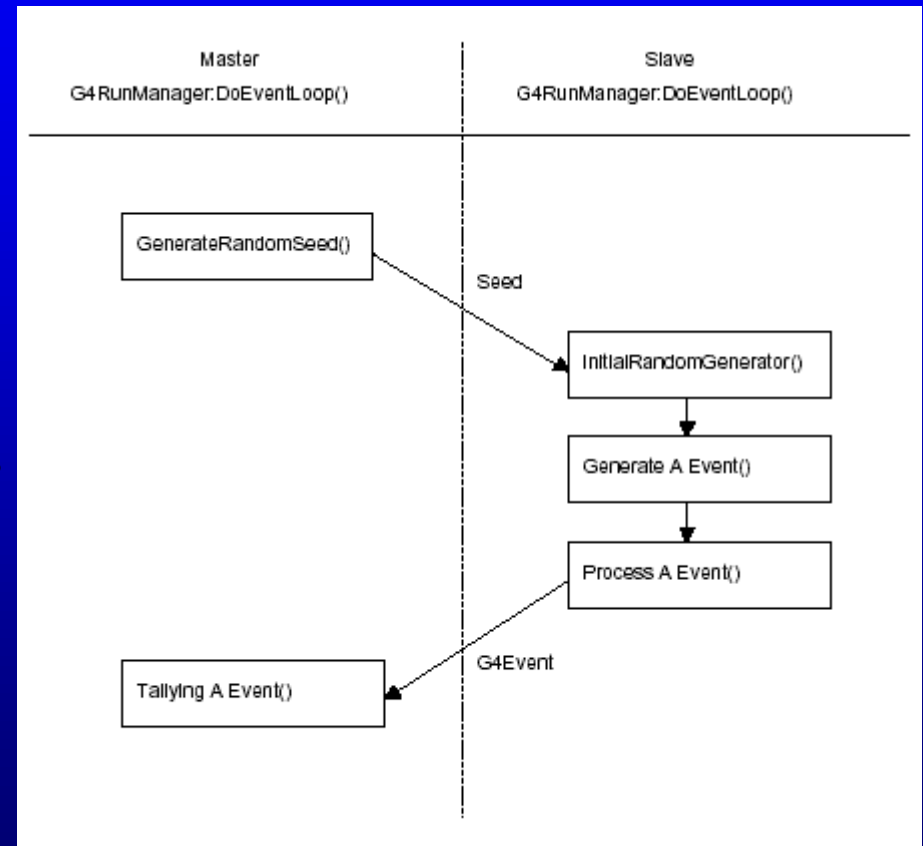 Master
G4RunManager:DoEventLoop()
Slave
G4RunManager:DoEventLoop()
GenerateRandomSeed()
Seed
InitialRandomGenerator()
Generate A Event()
Process A Event()
G4Event
Tallying A Event()